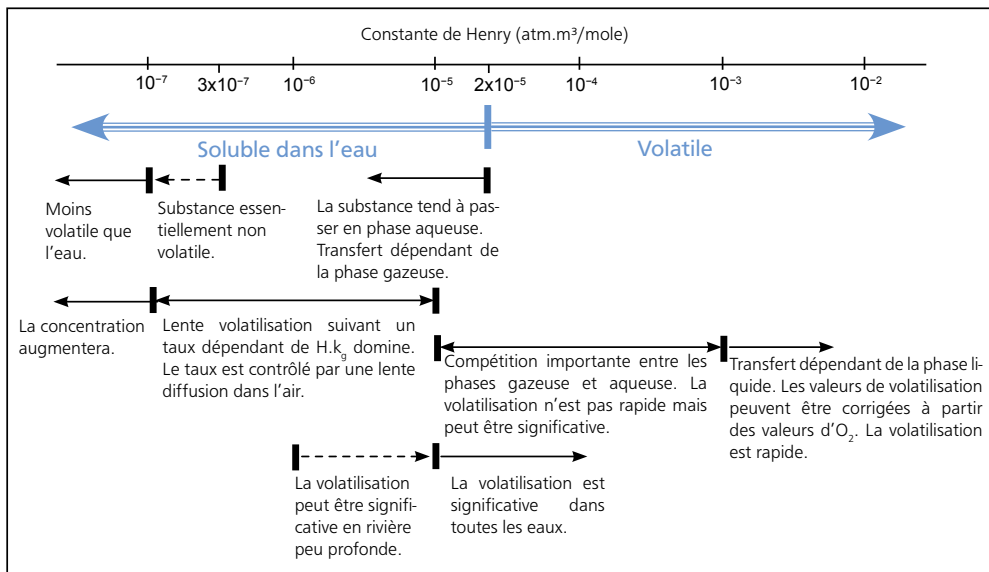 Constante de Henry (atm.m³/mole)
10⁻⁷ 3x10⁻⁷ 10⁻⁶ 10⁻⁵ 2x10⁻⁵ 10⁻⁴ 10⁻³ 10⁻²
Soluble dans l'eau Volatile
Moins
volatile que
l'eau.
Substance essen-
tiellement non
volatile.
La substance tend à pas-
ser en phase aqueuse.
Transfert dépendant de
la phase gazeuse.
La concentration
augmentera.
Lente volatilisation suivant un
taux dépendant de H.k_g domine.
Le taux est contrôlé par une lente
diffusion dans l'air.
Compétition importante entre les
phases gazeuse et aqueuse. La
volatilisation n'est pas rapide mais
peut être significative.
Transfert dépendant de la phase li-
quide. Les valeurs de volatilisation
peuvent être corrigées à partir
des valeurs d'O₂. La volatilisation
est rapide.
La volatilisation
peut être signifi-
cative en rivière
peu profonde.
La volatilisation est
significative dans
toutes les eaux.